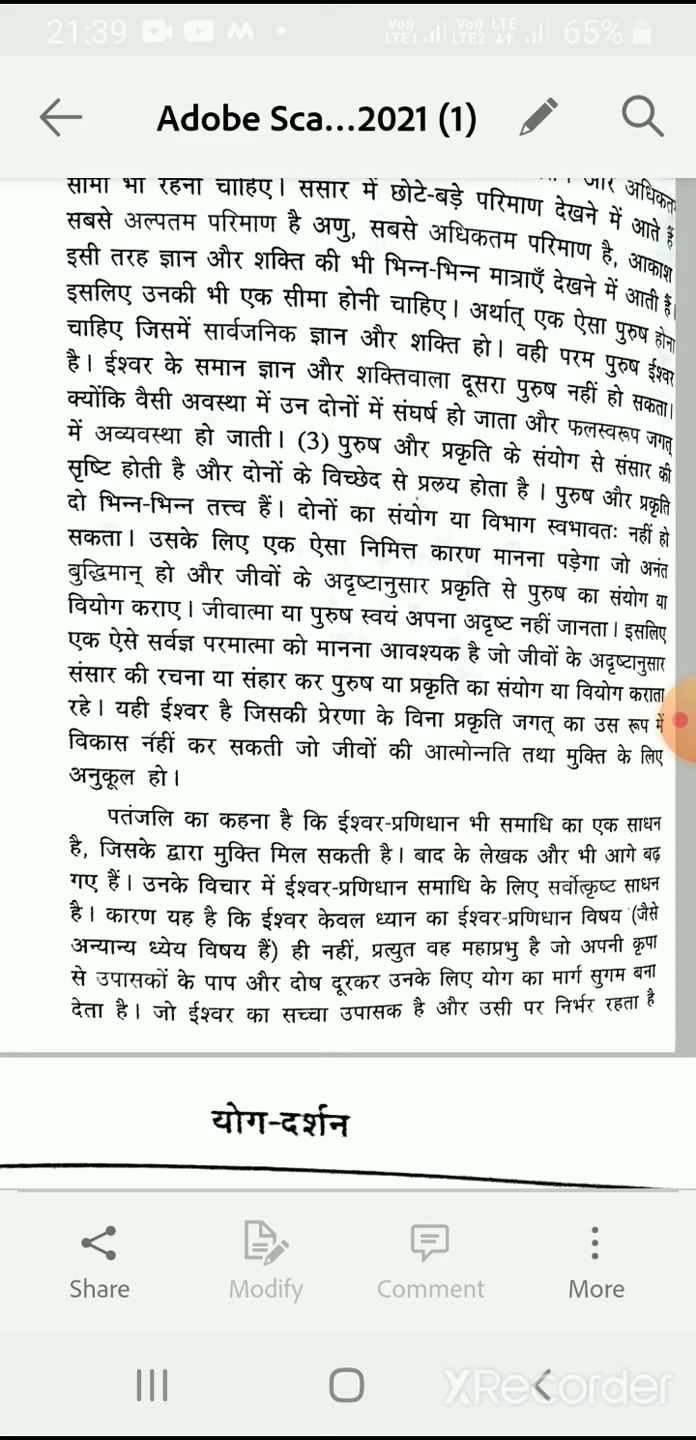 21:39
Vo)) LTE1 Vo)) LTE2 LTE 65%
Adobe Sca...2021 (1)
और अधिकतम
सीमा भी रहनी चाहिए। संसार में छोटे-बड़े परिमाण देखने में आते हैं
सबसे अल्पतम परिमाण है अणु, सबसे अधिकतम परिमाण है, आकाश
इसी तरह ज्ञान और शक्ति की भी भिन्न-भिन्न मात्राएँ देखने में आती हैं।
इसलिए उनकी भी एक सीमा होनी चाहिए। अर्थात् एक ऐसा पुरुष होना
चाहिए जिसमें सार्वजनिक ज्ञान और शक्ति हो। वही परम पुरुष ईश्वर
है। ईश्वर के समान ज्ञान और शक्तिवाला दूसरा पुरुष नहीं हो सकता।
क्योंकि वैसी अवस्था में उन दोनों में संघर्ष हो जाता और फलस्वरूप जगत्
में अव्यवस्था हो जाती। (3) पुरुष और प्रकृति के संयोग से संसार की
सृष्टि होती है और दोनों के विच्छेद से प्रलय होता है । पुरुष और प्रकृति
दो भिन्न-भिन्न तत्त्व हैं। दोनों का संयोग या विभाग स्वभावतः नहीं हो
सकता। उसके लिए एक ऐसा निमित्त कारण मानना पड़ेगा जो अनंत
बुद्धिमान् हो और जीवों के अदृष्टानुसार प्रकृति से पुरुष का संयोग या
वियोग कराए। जीवात्मा या पुरुष स्वयं अपना अदृष्ट नहीं जानता। इसलिए
एक ऐसे सर्वज्ञ परमात्मा को मानना आवश्यक है जो जीवों के अदृष्टानुसार
संसार की रचना या संहार कर पुरुष या प्रकृति का संयोग या वियोग कराता
रहे। यही ईश्वर है जिसकी प्रेरणा के विना प्रकृति जगत् का उस रूप में
विकास नहीं कर सकती जो जीवों की आत्मोन्नति तथा मुक्ति के लिए
अनुकूल हो।
पतंजलि का कहना है कि ईश्वर-प्रणिधान भी समाधि का एक साधन
है, जिसके द्वारा मुक्ति मिल सकती है। बाद के लेखक और भी आगे बढ़
गए हैं। उनके विचार में ईश्वर-प्रणिधान समाधि के लिए सर्वोत्कृष्ट साधन
है। कारण यह है कि ईश्वर केवल ध्यान का ईश्वर-प्रणिधान विषय (जैसे
अन्यान्य ध्येय विषय हैं) ही नहीं, प्रत्युत वह महाप्रभु है जो अपनी कृपा
से उपासकों के पाप और दोष दूरकर उनके लिए योग का मार्ग सुगम बना
देता है। जो ईश्वर का सच्चा उपासक है और उसी पर निर्भर रहता है
योग-दर्शन
Share Modify Comment More
XRecorder